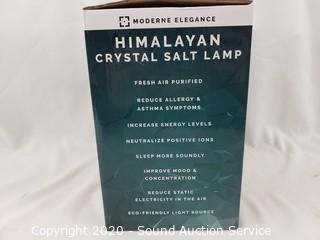 MODERNE ELEGANCE
HIMALAYAN
CRYSTAL SALT LAMP
FRESH AIR PURIFIED
REDUCE ALLERGY &
ASTHMA SYMPTOMS
INCREASE ENERGY LEVELS
NEUTRALIZE POSITIVE IONS
SLEEP MORE SOUNDLY
IMPROVE MOOD &
CONCENTRATION
REDUCE STATIC
ELECTRICITY IN THE AIR
ECO-FRIENDLY LIGHT SOURCE
Copyright 2020 - Sound Auction Service